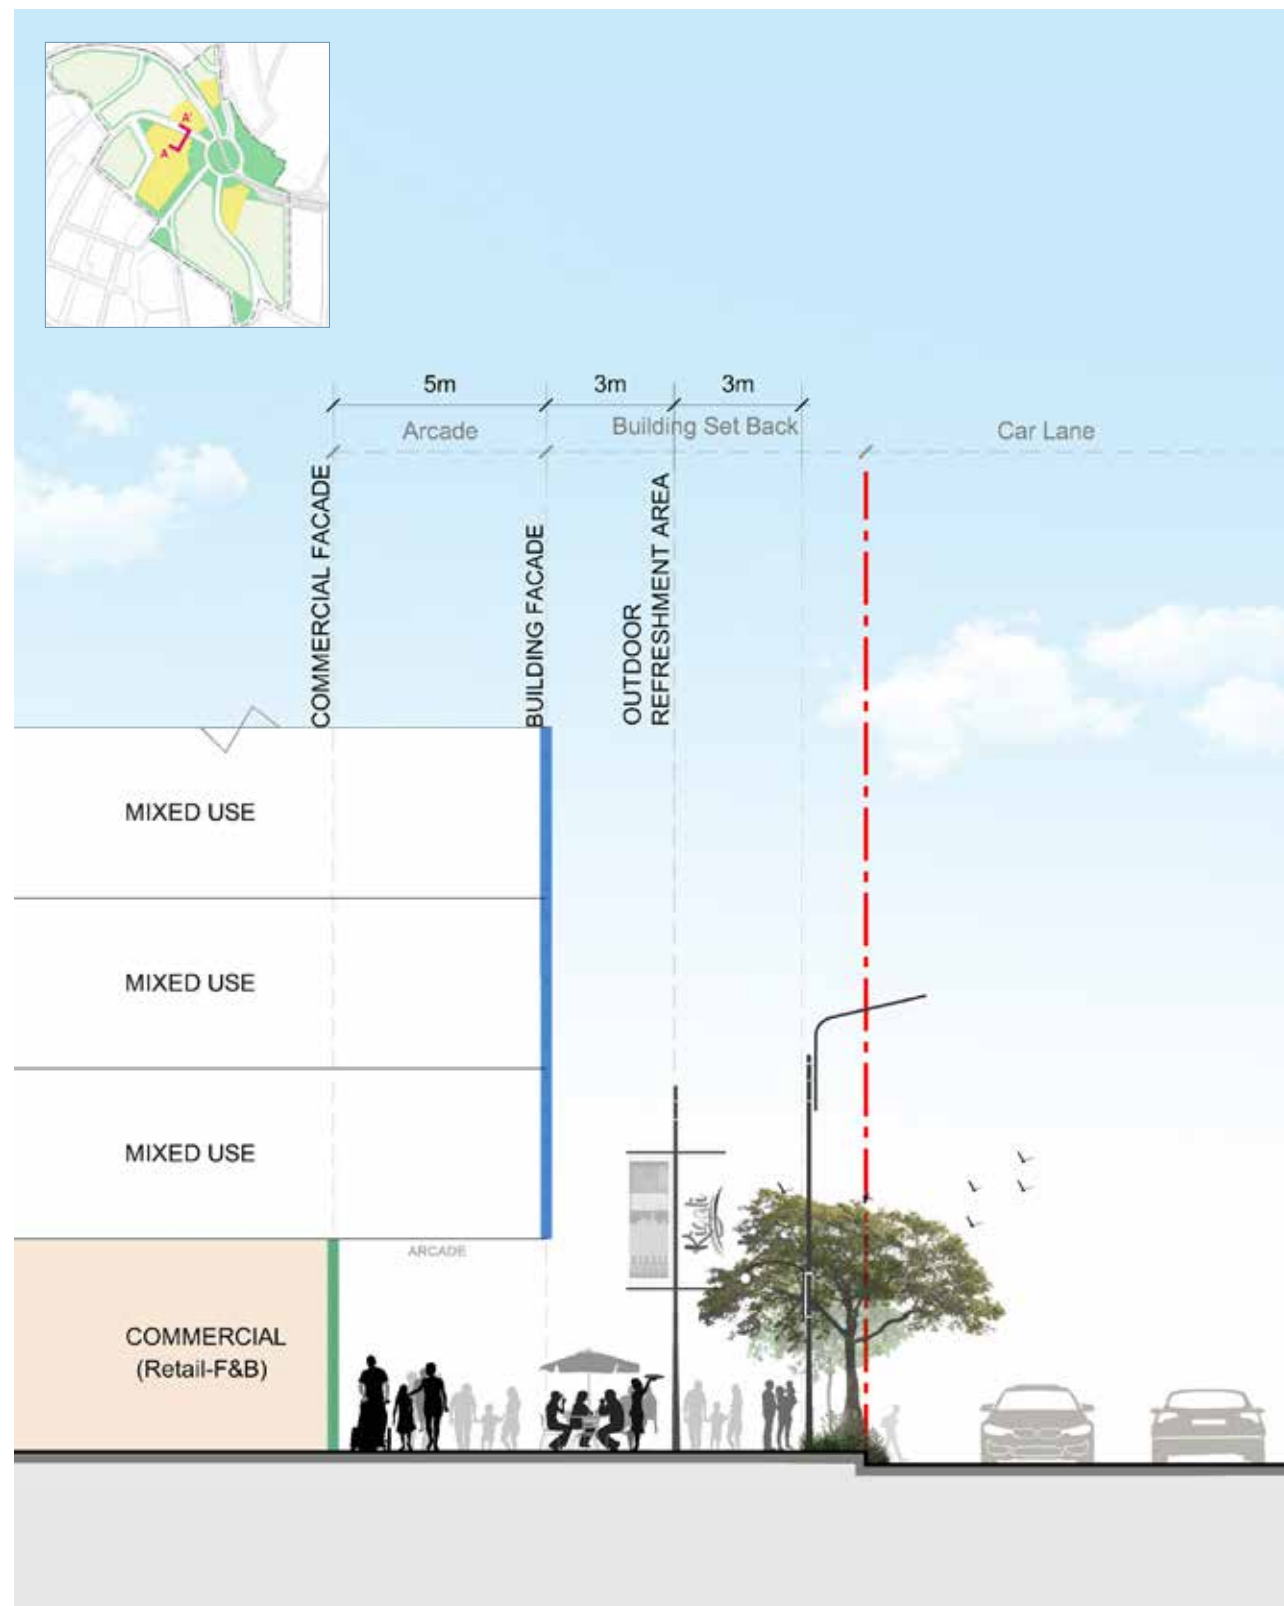 A'
A
5m
3m
3m
Arcade
Building Set Back
Car Lane
COMMERCIAL FACADE
BUILDING FACADE
OUTDOOR
REFRESHMENT AREA
MIXED USE
MIXED USE
MIXED USE
ARCADE
Kigali
COMMERCIAL
(Retail-F&B)